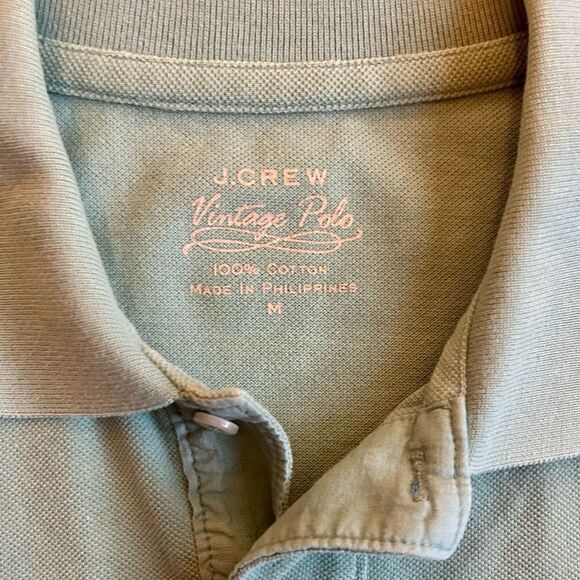 J.CREW
Vintage Polo
100% COTTON
MADE IN PHILIPPINES
M